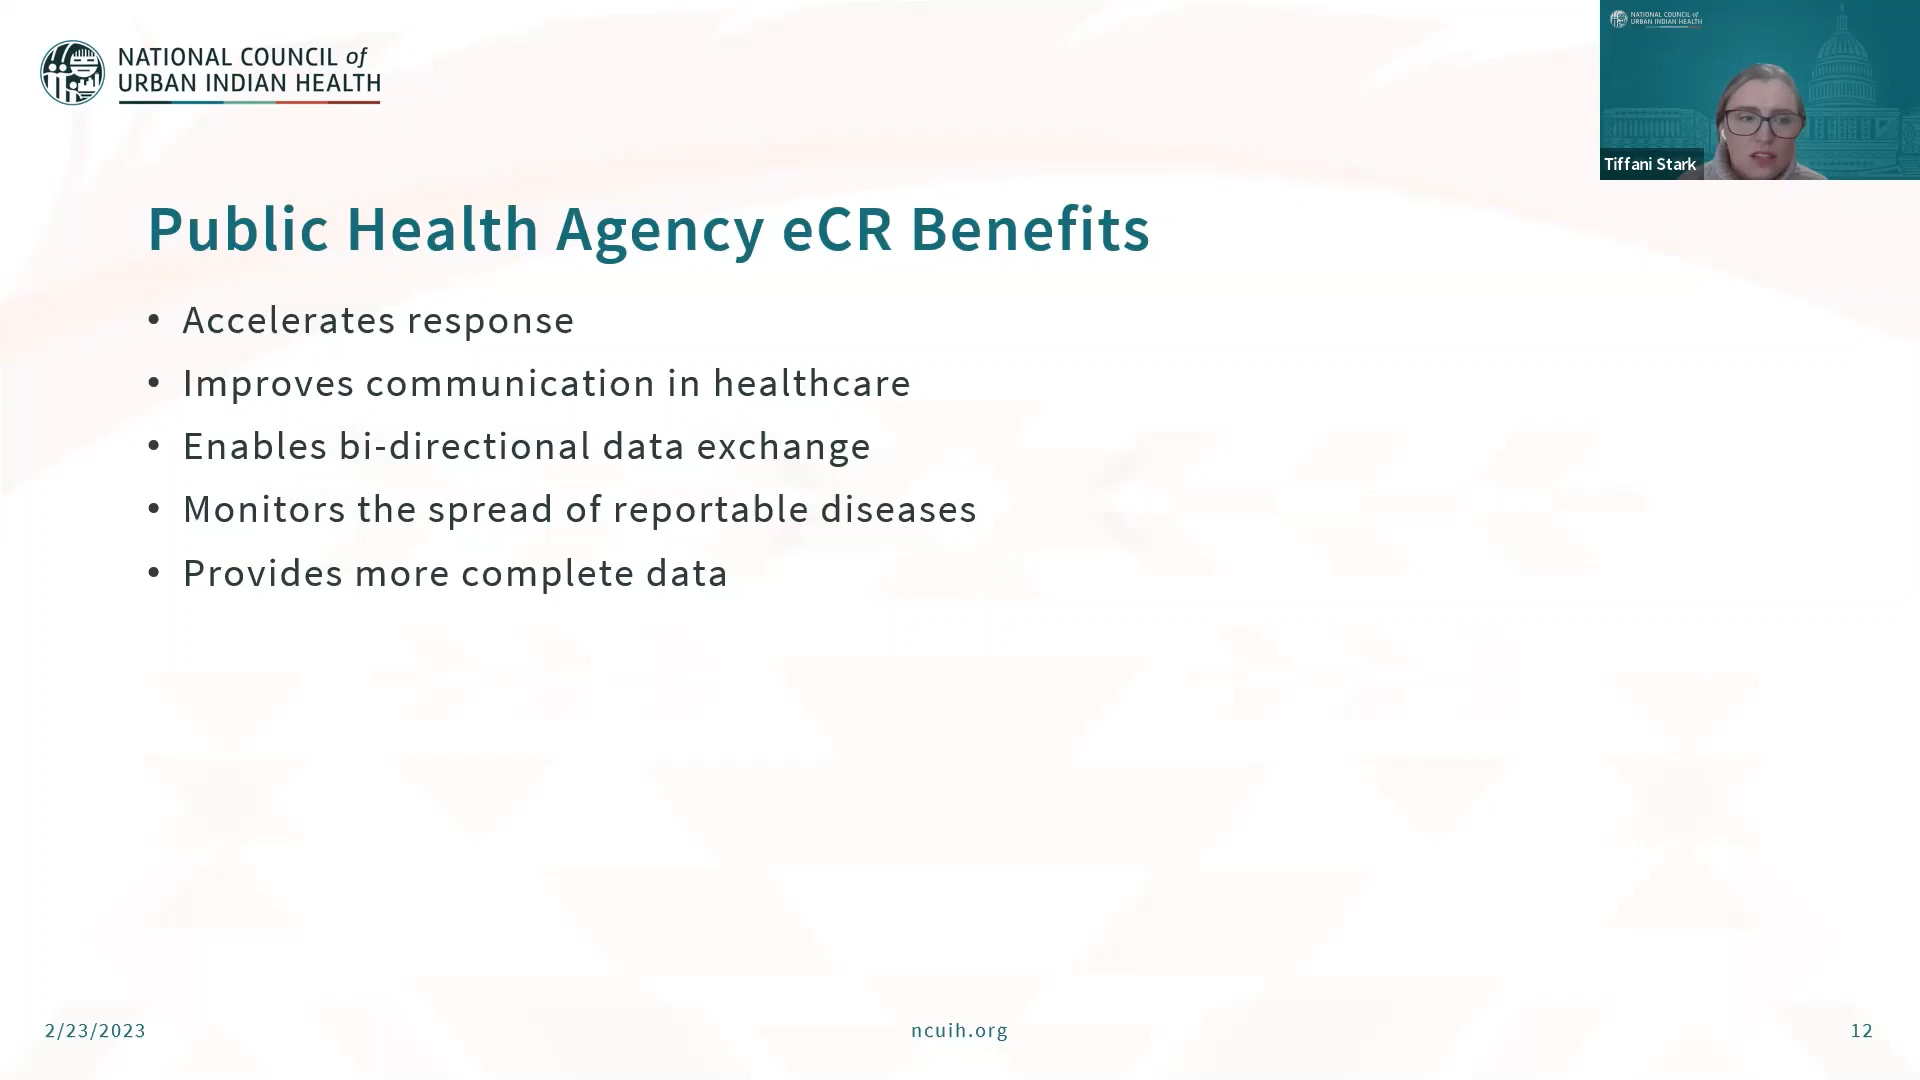 NATIONAL COUNCIL of
URBAN INDIAN HEALTH
NATIONAL COUNCIL of
URBAN INDIAN HEALTH
Tiffani Stark
Public Health Agency eCR Benefits
• Accelerates response
• Improves communication in healthcare
• Enables bi-directional data exchange
• Monitors the spread of reportable diseases
• Provides more complete data
2/23/2023
ncuih.org
12